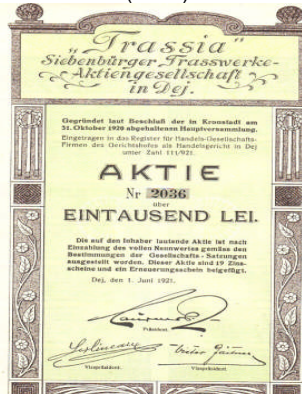 „Trassia"
Siebenbürger Trasswerke-
Aktiengesellschaft
in Dej.
Gegründet laut Beschluß der in Kronstadt am
31. Oktober 1920 abgehaltenen Hauptversammlung.
Eingetragen in das Register für Handels-Gesellschafts-
Firmen des Gerichtshofes als Handelsgericht in Dej
unter Zahl 111/921.
AKTIE
Nr 2036
über
EINTAUSEND LEI.
Die auf den Inhaber lautende Aktie ist nach
Einzahlung des vollen Nennwertes gemäss den
Bestimmungen der Gesellschafts-Satzungen
ausgestellt worden. Dieser Aktie sind 19 Zins-
scheine und ein Erneuerungsschein beigefügt.
Dej, den 1. Juni 1921.
Präsident.
Vizepräsident.
Vizepräsident.